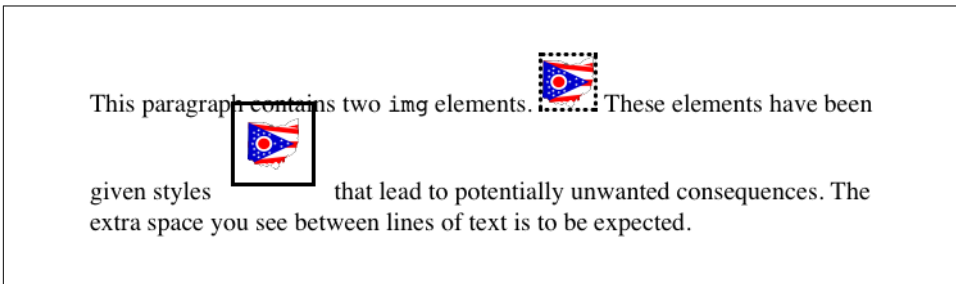 This paragraph contains two img elements. These elements have been
given styles that lead to potentially unwanted consequences. The
extra space you see between lines of text is to be expected.